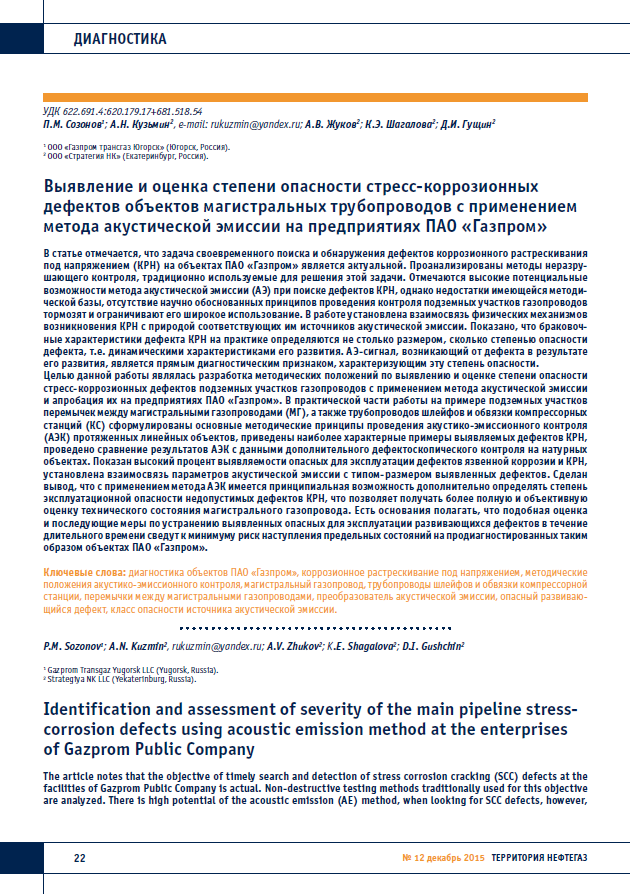 ДИАГНОСТИКА
УДК 622.691.4:620.179.17+681.518.54
П.М. Созонов¹; А.Н. Кузьмин², e-mail: rukuzmin@yandex.ru; А.В. Жуков²; К.Э. Шагалова²; Д.И. Гущин²
¹ ООО «Газпром трансгаз Югорск» (Югорск, Россия).
² ООО «Стратегия НК» (Екатеринбург, Россия).
Выявление и оценка степени опасности стресс-коррозионных
дефектов объектов магистральных трубопроводов с применением
метода акустической эмиссии на предприятиях ПАО «Газпром»
В статье отмечается, что задача своевременного поиска и обнаружения дефектов коррозионного растрескивания
под напряжением (КРН) на объектах ПАО «Газпром» является актуальной. Проанализированы методы неразру-
шающего контроля, традиционно используемые для решения этой задачи. Отмечаются высокие потенциальные
возможности метода акустической эмиссии (АЭ) при поиске дефектов КРН, однако недостатки имеющейся методи-
ческой базы, отсутствие научно обоснованных принципов проведения контроля подземных участков газопроводов
тормозят и ограничивают его широкое использование. В работе установлена взаимосвязь физических механизмов
возникновения КРН с природой соответствующих им источников акустической эмиссии. Показано, что браковоч-
ные характеристики дефекта КРН на практике определяются не столько размером, сколько степенью опасности
дефекта, т.е. динамическими характеристиками его развития. АЭ-сигнал, возникающий от дефекта в результате
его развития, является прямым диагностическим признаком, характеризующим эту степень опасности.
Целью данной работы являлась разработка методических положений по выявлению и оценке степени опасности
стресс-коррозионных дефектов подземных участков газопроводов с применением метода акустической эмиссии
и апробация их на предприятиях ПАО «Газпром». В практической части работы на примере подземных участков
перемычек между магистральными газопроводами (МГ), а также трубопроводов шлейфов и обвязки компрессорных
станций (КС) сформулированы основные методические принципы проведения акустико-эмиссионного контроля
(АЭК) протяженных линейных объектов, приведены наиболее характерные примеры выявляемых дефектов КРН,
проведено сравнение результатов АЭК с данными дополнительного дефектоскопического контроля на натурных
объектах. Показан высокий процент выявляемости опасных для эксплуатации дефектов язвенной коррозии и КРН,
установлена взаимосвязь параметров акустической эмиссии с типом-размером выявленных дефектов. Сделан
вывод, что с применением метода АЭК имеется принципиальная возможность дополнительно определять степень
эксплуатационной опасности недопустимых дефектов КРН, что позволяет получать более полную и объективную
оценку технического состояния магистрального газопровода. Есть основания полагать, что подобная оценка
и последующие меры по устранению выявленных опасных для эксплуатации развивающихся дефектов в течение
длительного времени сведут к минимуму риск наступления предельных состояний на продиагностированных таким
образом объектах ПАО «Газпром».
Ключевые слова: диагностика объектов ПАО «Газпром», коррозионное растрескивание под напряжением, методические
положения акустико-эмиссионного контроля, магистральный газопровод, трубопроводы шлейфов и обвязки компрессорной
станции, перемычки между магистральными газопроводами, преобразователь акустической эмиссии, опасный развиваю-
щийся дефект, класс опасности источника акустической эмиссии.
P.M. Sozonov¹; A.N. Kuzmin², rukuzmin@yandex.ru; A.V. Zhukov²; K.E. Shagalova²; D.I. Gushchin²
¹ Gazprom Transgaz Yugorsk LLC (Yugorsk, Russia).
² Strategiya NK LLC (Yekaterinburg, Russia).
Identification and assessment of severity of the main pipeline stress-
corrosion defects using acoustic emission method at the enterprises
of Gazprom Public Company
The article notes that the objective of timely search and detection of stress corrosion cracking (SCC) defects at the
facilities of Gazprom Public Company is actual. Non-destructive testing methods traditionally used for this objective
are analyzed. There is high potential of the acoustic emission (AE) method, when looking for SCC defects, however,
22
№ 12 декабрь 2015 ТЕРРИТОРИЯ НЕФТЕГАЗ